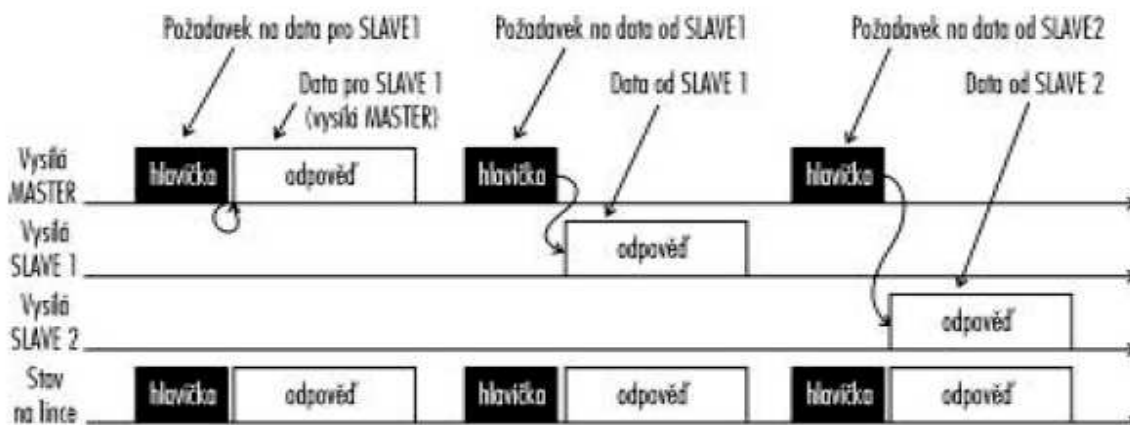 Požadavek na data pro SLAVE1
Požadavek na data od SLAVE1
Požadavek na data od SLAVE2
Data pro SLAVE 1
(vysílá MASTER)
Data od SLAVE 1
Data od SLAVE 2
Vysílá
MASTER
hlavička
odpověď
hlavička
hlavička
Vysílá
SLAVE 1
odpověď
Vysílá
SLAVE 2
odpověď
Stav
na lince
hlavička
odpověď
hlavička
odpověď
hlavička
odpověď